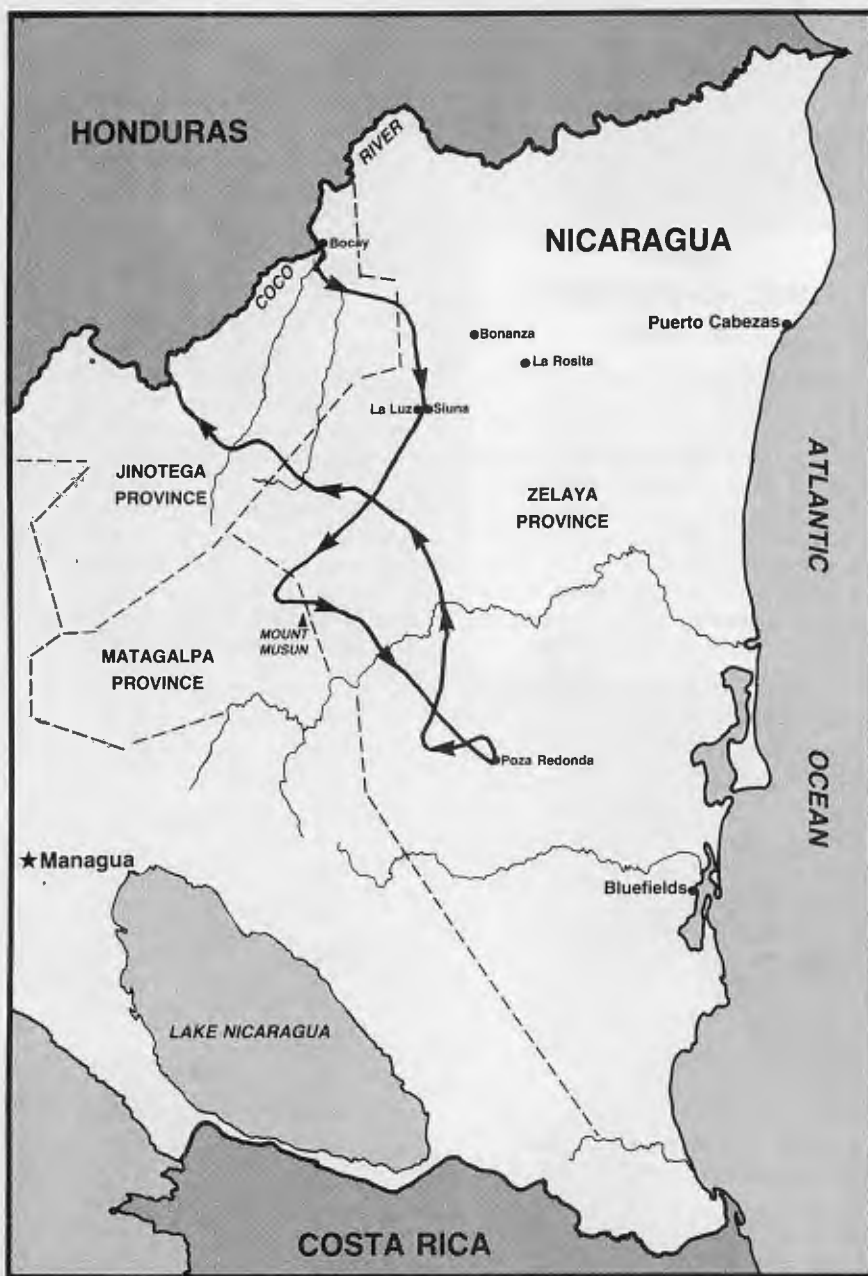 HONDURAS
RIVER
COCO
Bocay
NICARAGUA
Bonanza
La Rosita
Puerto Cabezas
La Luz
Siuna
JINOTEGA
PROVINCE
ZELAYA
PROVINCE
ATLANTIC
OCEAN
MOUNT
MUSUN
MATAGALPA
PROVINCE
Poza Redonda
Managua
Bluefields
LAKE NICARAGUA
COSTA RICA